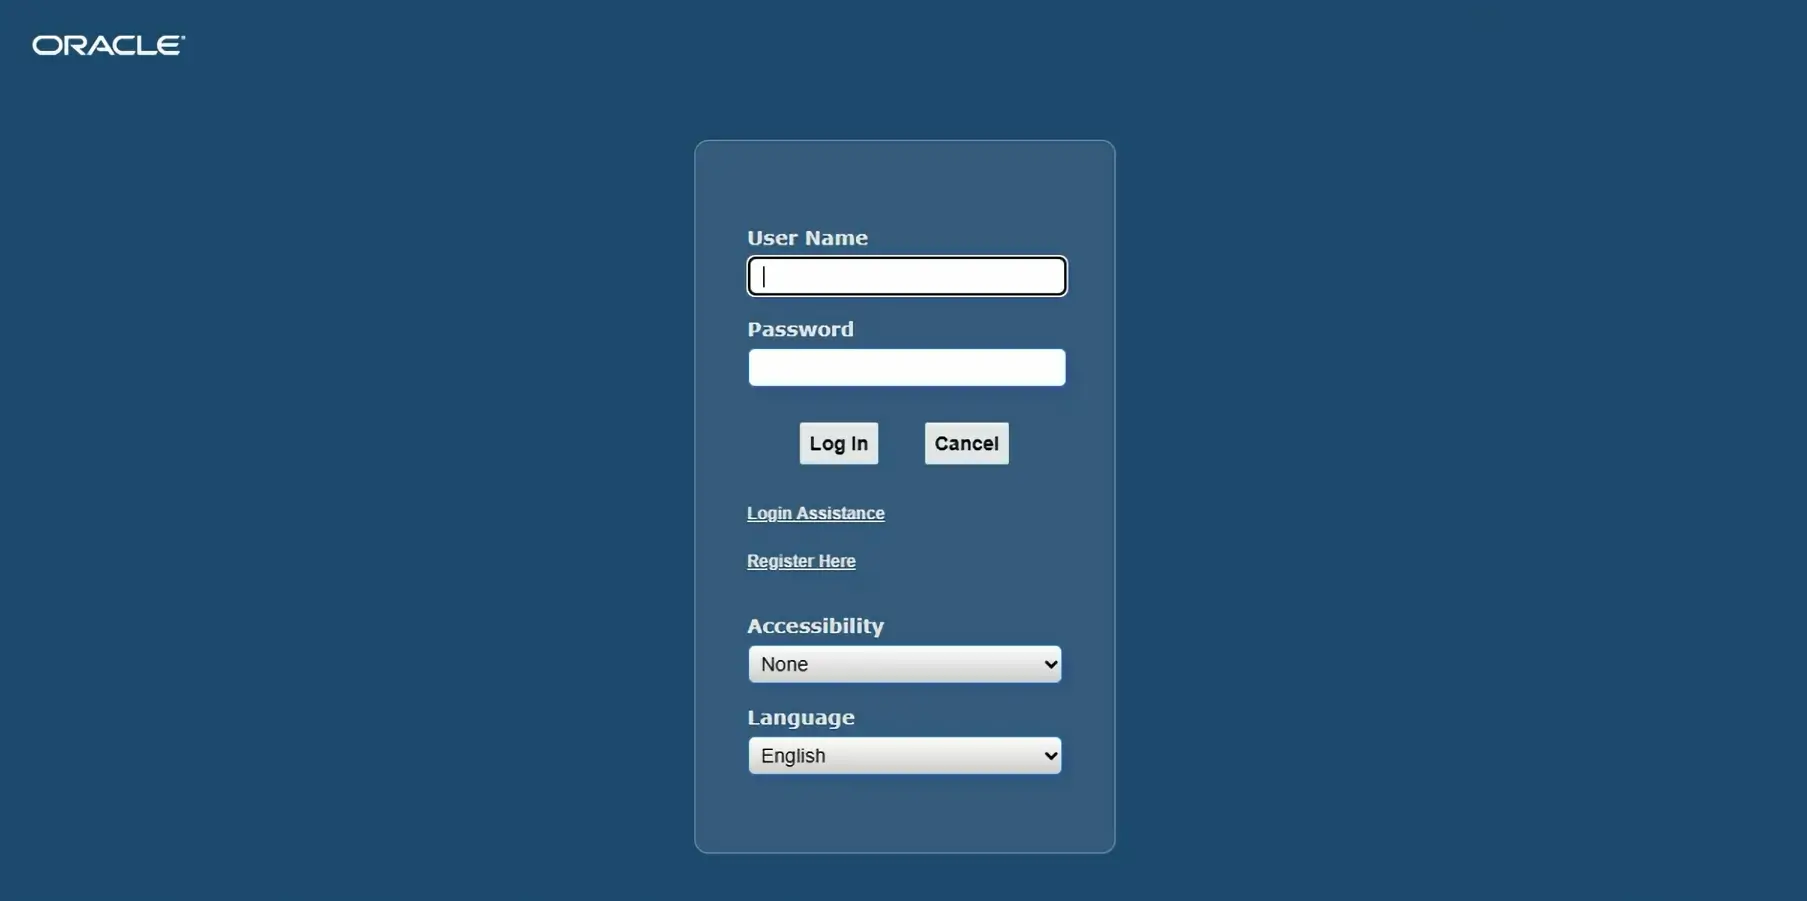 ORACLE
User Name
Password
Log In Cancel
Login Assistance
Register Here
Accessibility
None
Language
English